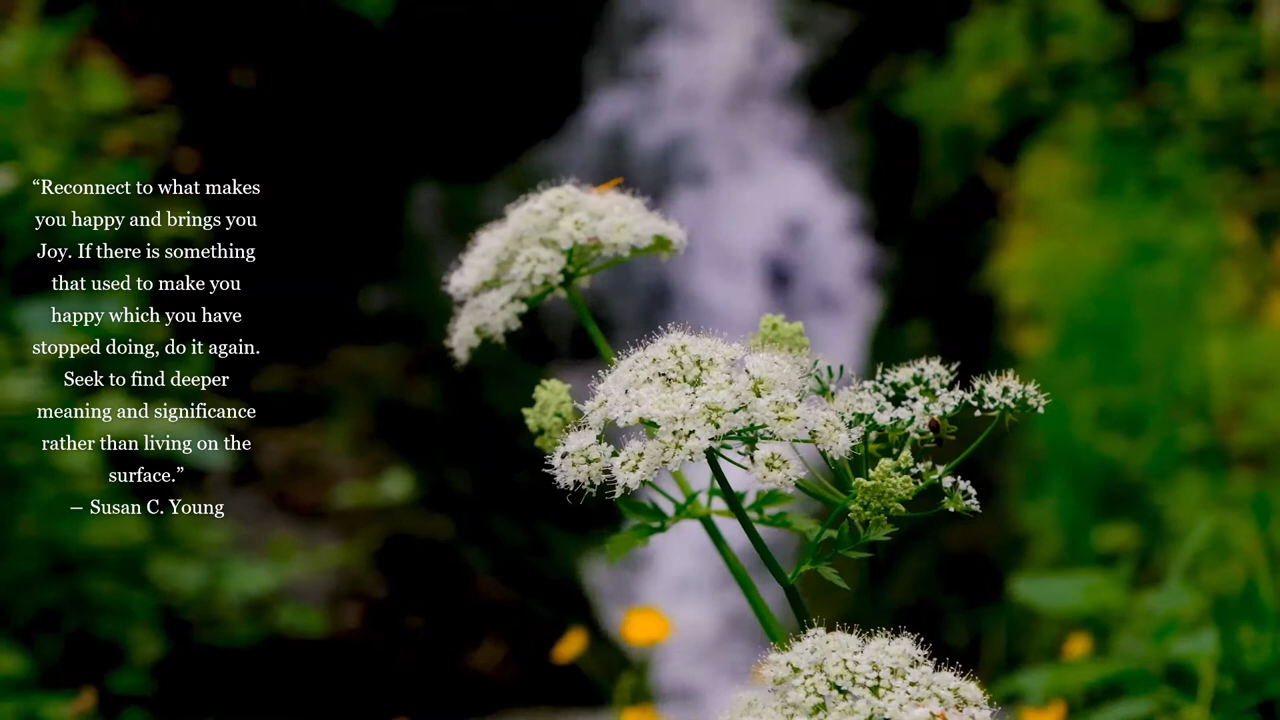 “Reconnect to what makes
you happy and brings you
Joy. If there is something
that used to make you
happy which you have
stopped doing, do it again.
Seek to find deeper
meaning and significance
rather than living on the
surface.”
― Susan C. Young